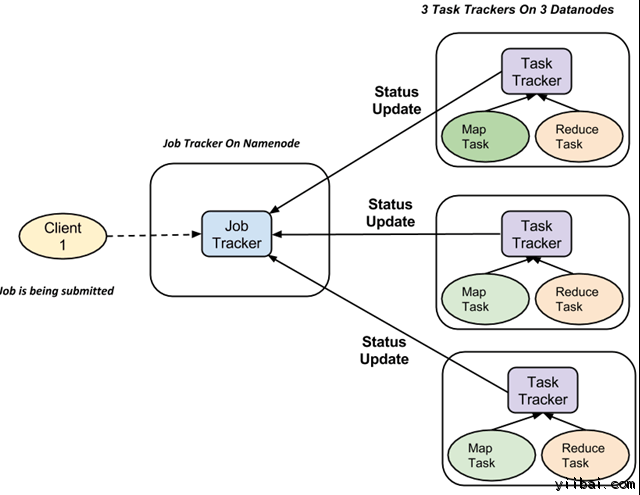 3 Task Trackers On 3 Datanodes
Task
Tracker
Status
Update
Map
Task
Reduce
Task
Job Tracker On Namenode
Status
Update
Task
Tracker
Client
1
Job
Tracker
Map
Task
Reduce
Task
Job is being submitted
Status
Update
Task
Tracker
Map
Task
Reduce
Task
yiibai.com